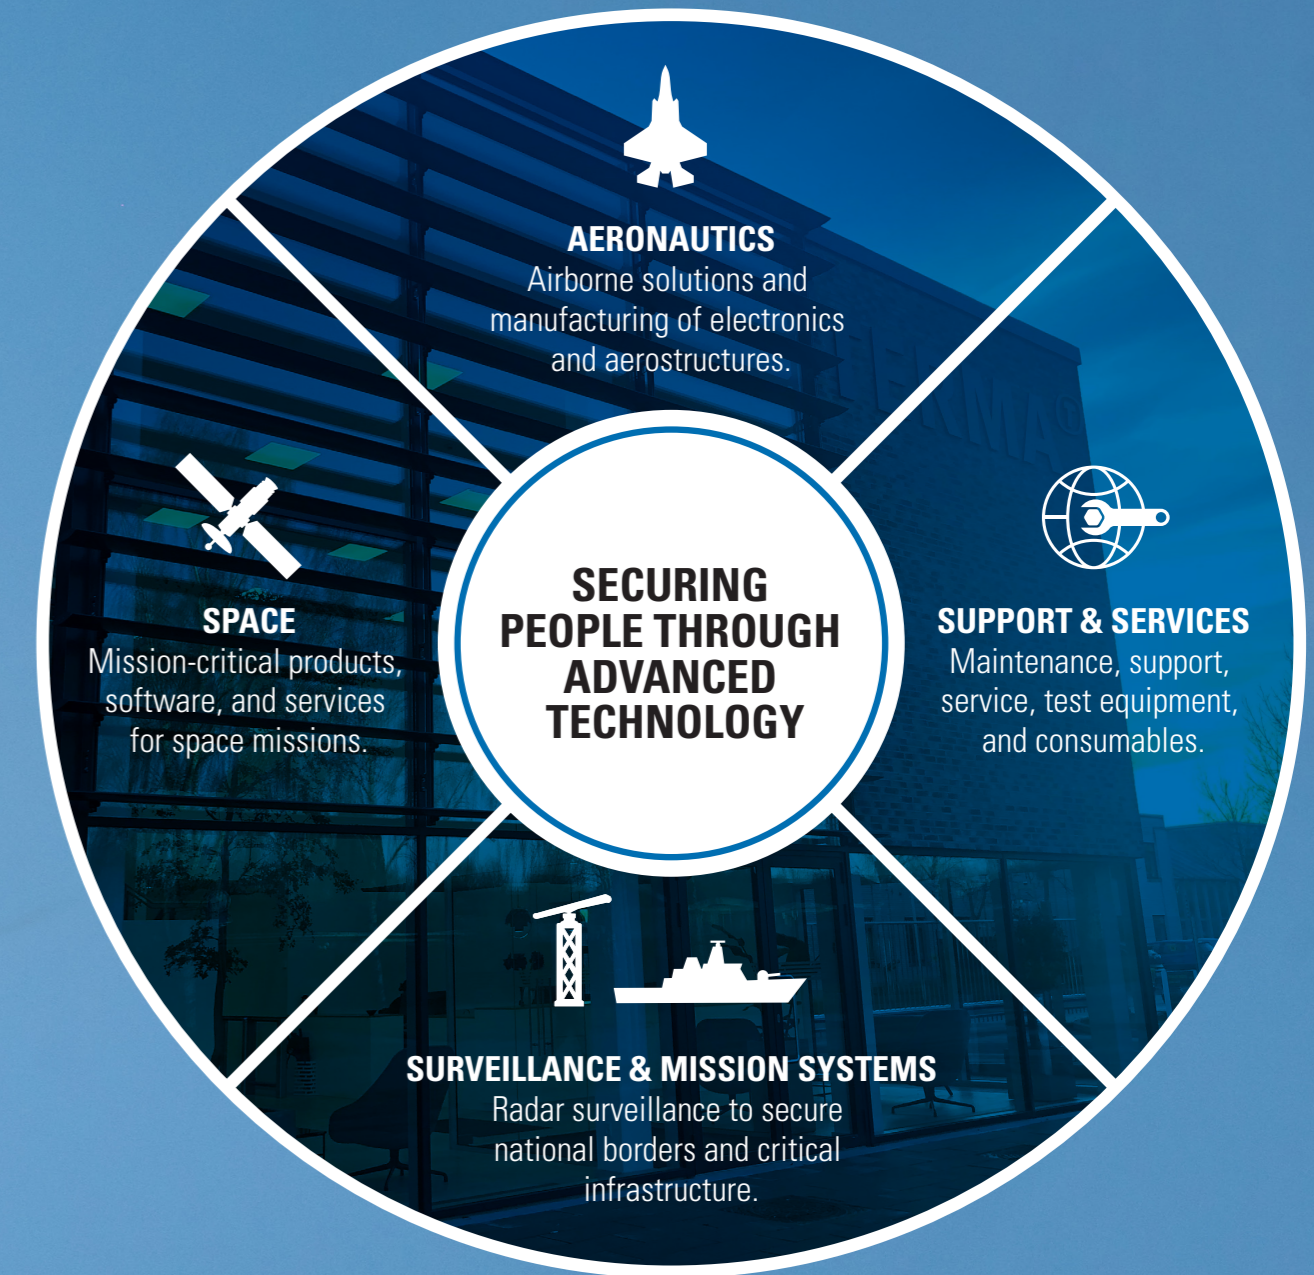 AERONAUTICS
Airborne solutions and
manufacturing of electronics
and aerostructures.
TERMA®
SPACE
Mission-critical products,
software, and services
for space missions.
SECURING
PEOPLE THROUGH
ADVANCED
TECHNOLOGY
SUPPORT & SERVICES
Maintenance, support,
service, test equipment,
and consumables.
SURVEILLANCE & MISSION SYSTEMS
Radar surveillance to secure
national borders and critical
infrastructure.